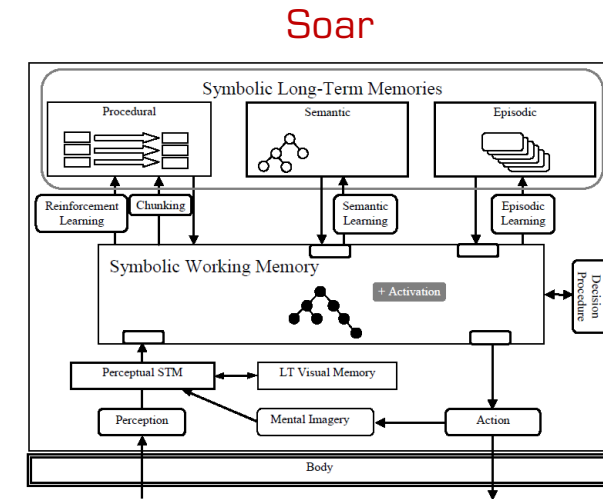 Soar
Symbolic Long-Term Memories
Procedural
Semantic
Episodic
Reinforcement
Learning
Chunking
Semantic
Learning
Episodic
Learning
Symbolic Working Memory
+ Activation
Decision
Procedure
Perceptual STM
LT Visual Memory
Perception
Mental Imagery
Action
Body